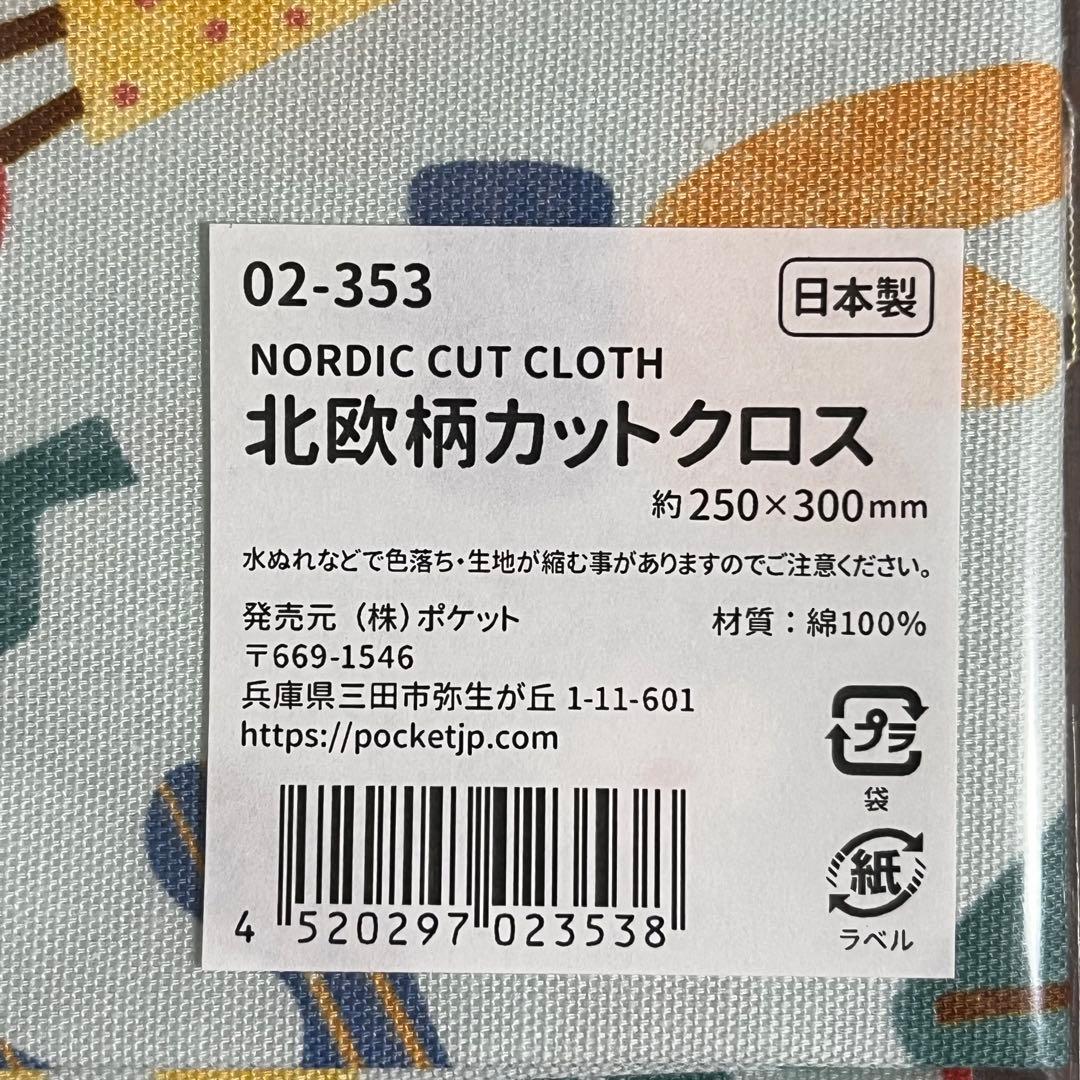 02-353
日本製
NORDIC CUT CLOTH
北欧柄カットクロス
約250×300mm
水ぬれなどで色落ち・生地が縮む事がありますのでご注意ください。
発売元（株）ポケット
材質：綿100%
〒669-1546
兵庫県三田市弥生が丘 1-11-601
https://pocketjp.com
プラ
袋
紙
ラベル
4 520297 023538